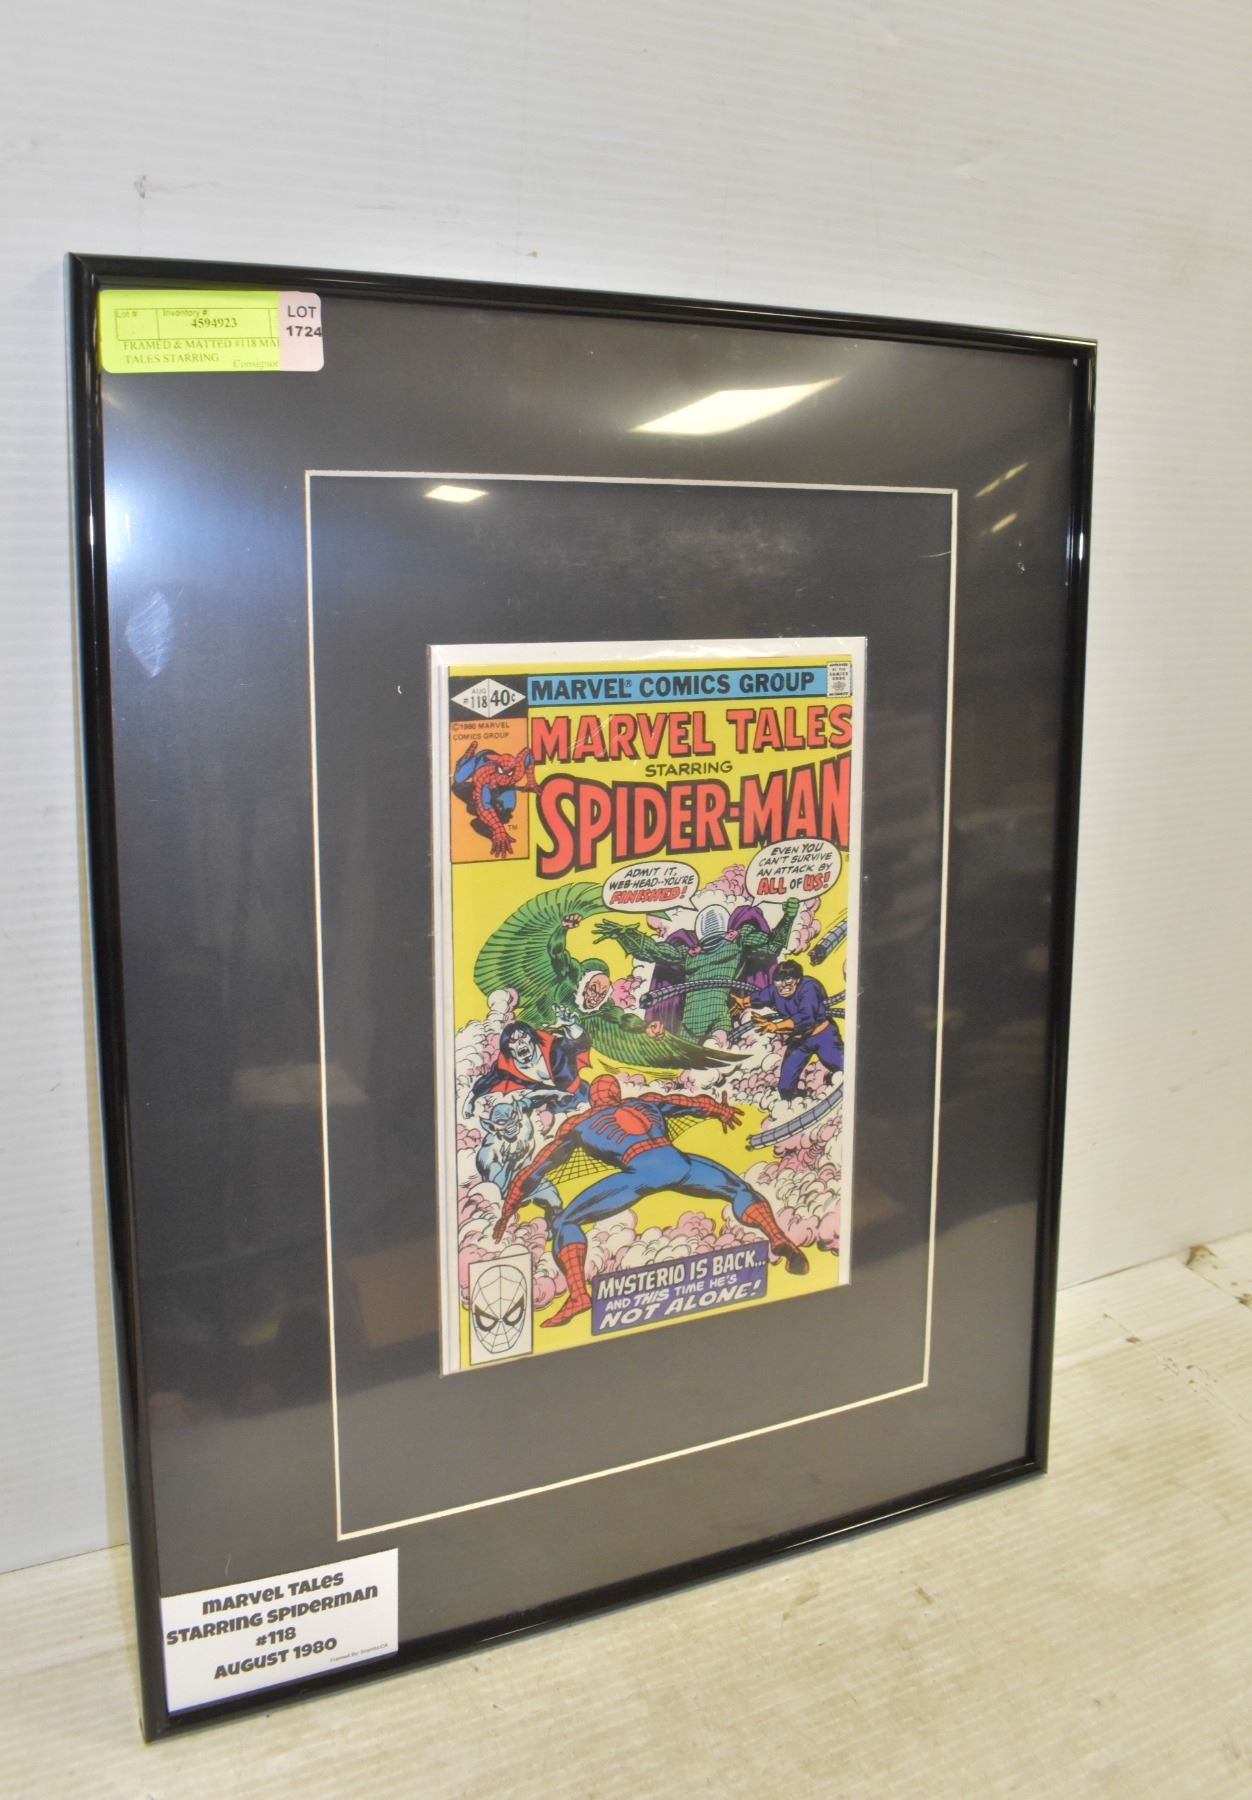 Lot # Inventory #
4594923
LOT
1724
FRAMED & MATTED #118
TALES STARRING
AUG
#118 40¢
MARVEL® COMICS GROUP
APPROVED
BY THE
COMICS
CODE
AUTHORITY
©1980 MARVEL
COMICS GROUP
TM
MARVEL TALES
STARRING
SPIDER-MAN
®
ADMIT IT,
WEB-HEAD--YOU'RE
FINISHED!
EVEN YOU
CAN'T SURVIVE
AN ATTACK BY
ALL OF US!
MYSTERIO IS BACK...
AND THIS TIME HE'S
NOT ALONE!
MARVEL TALES
STARRING SPIDERMAN
#118
AUGUST 1980